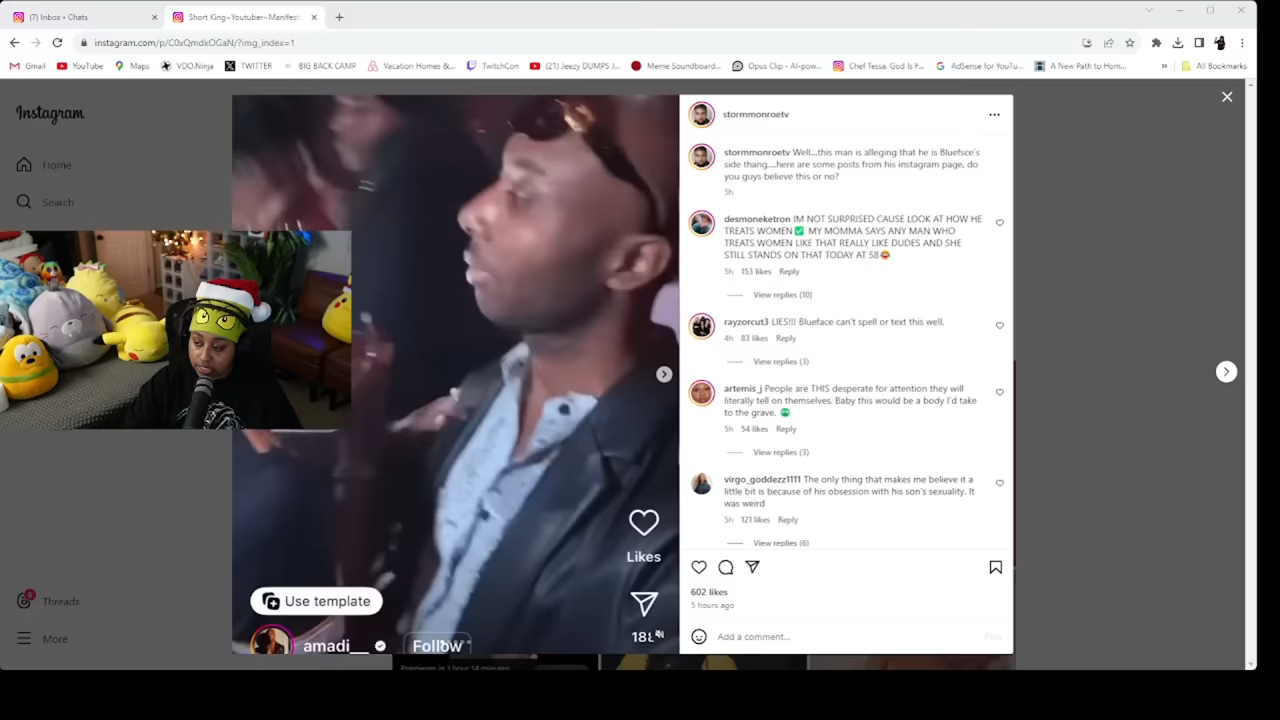 (7) Inbox • Chats
Short King~Youtuber~Manifest
instagram.com/p/C0xQmdkOGaN/?img_index=1
Gmail
YouTube
Maps
VDO.Ninja
TWITTER
BIG BACK CAMP
Vacation Homes &...
TwitchCon
(21) Jeezy DUMPS J...
Meme Soundboard...
Opus Clip - AI-pow...
Chef Tessa. God Is F...
AdSense for YouTu...
A New Path to Hom...
All Bookmarks
Instagram
Home
Search
Threads
More
Likes
Use template
amadi__
Follow
stormmonroetv
stormmonroetv Well...this man is alleging that he is Bluefsce's
side thang....here are some posts from his instagram page, do
you guys believe this or no?
5h
desmoneketron IM NOT SURPRISED CAUSE LOOK AT HOW HE
TREATS WOMEN✅ MY MOMMA SAYS ANY MAN WHO
TREATS WOMEN LIKE THAT REALLY LIKE DUDES AND SHE
STILL STANDS ON THAT TODAY AT 58
5h 153 likes Reply
View replies (10)
rayzorcut3 LIES!!! Blueface can't spell or text this well.
4h 83 likes Reply
View replies (3)
artemis_j People are THIS desperate for attention they will
literally tell on themselves. Baby this would be a body I'd take
to the grave.
5h 54 likes Reply
View replies (3)
virgo_goddezz1111 The only thing that makes me believe it a
little bit is because of his obsession with his son's sexuality. It
was weird
5h 121 likes Reply
View replies (6)
602 likes
5 hours ago
Add a comment...
Post